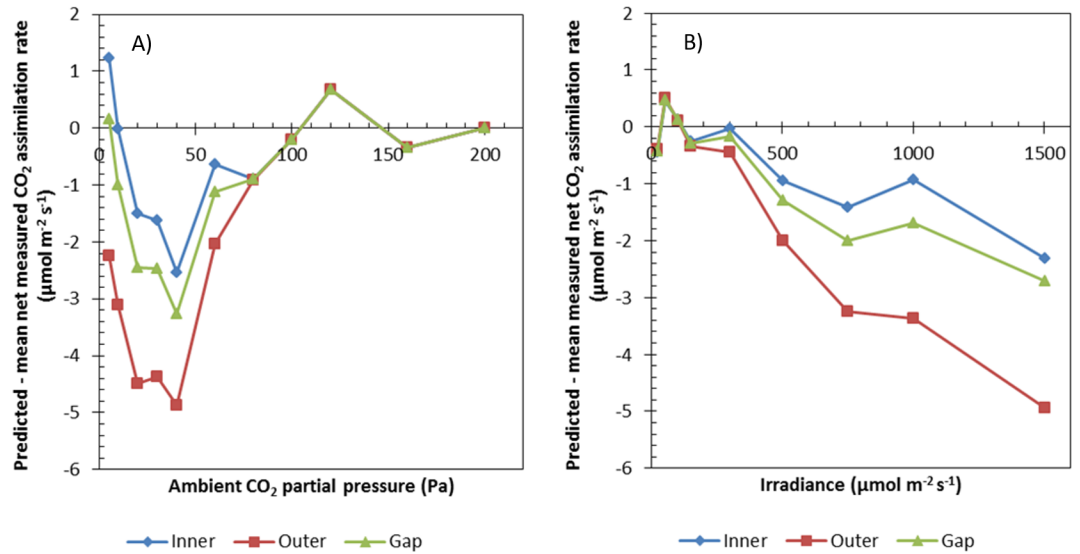 A)
Predicted - mean net measured CO₂ assimilation rate
(µmol m⁻² s⁻¹)
2
1
0
-1
-2
-3
-4
-5
-6
0
50
100
150
200
Ambient CO₂ partial pressure (Pa)
Inner
Outer
Gap
B)
Predicted - mean measured net CO₂ assimilation rate
(µmol m⁻² s⁻¹)
2
1
0
-1
-2
-3
-4
-5
-6
0
500
1000
1500
Irradiance (µmol m⁻² s⁻¹)
Inner
Outer
Gap